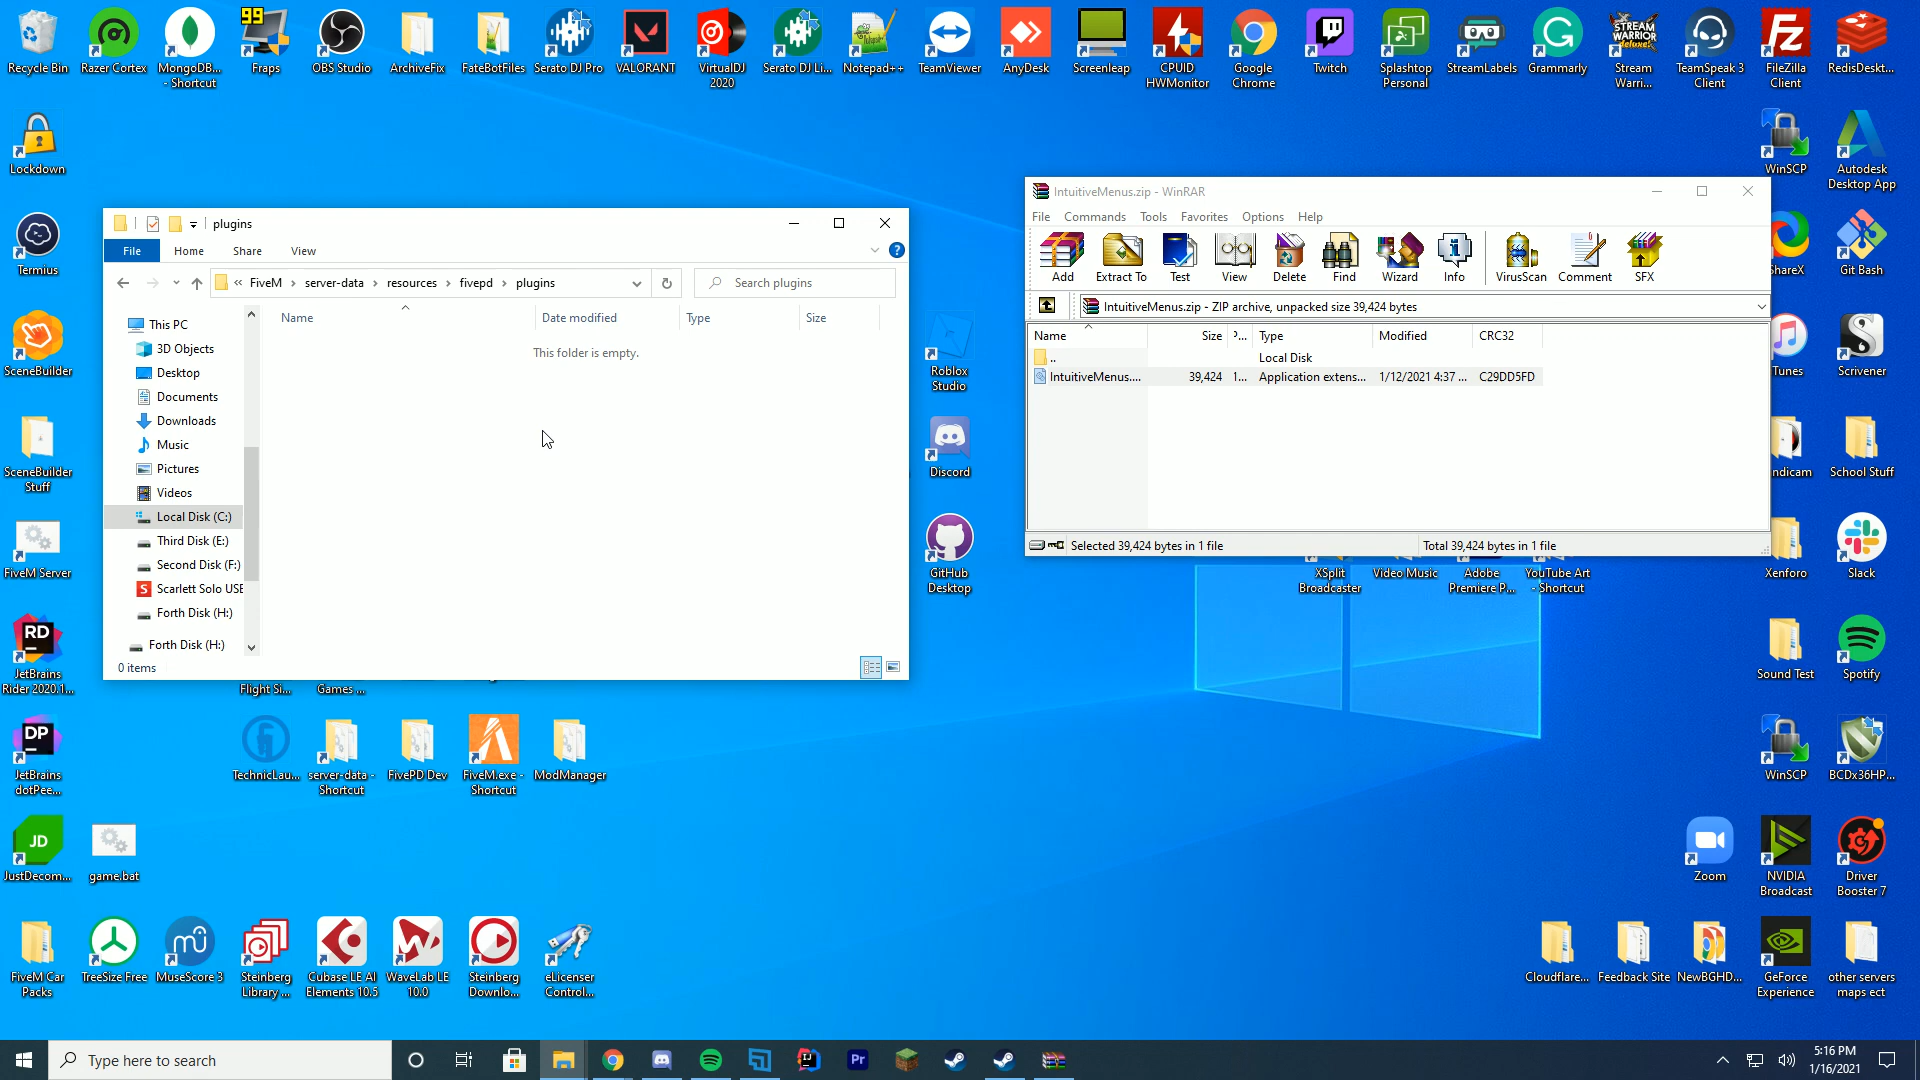 Recycle Bin
Razer Cortex
MongoDB...
- Shortcut
99
Fraps
OBS Studio
ArchiveFix
FateBotFiles
Serato DJ Pro
VALORANT
VirtualDJ
2020
Serato DJ Li...
Notepad++
TeamViewer
AnyDesk
Screenleap
CPUID
HWMonitor
Google
Chrome
Twitch
Splashtop
Personal
StreamLabels
Grammarly
Stream
Warri...
TeamSpeak 3
Client
FileZilla
Client
RedisDeskt...
Lockdown
WinSCP
Autodesk
Desktop App
Termius
ShareX
Git Bash
SceneBuilder
Tunes
Scrivener
SceneBuilder
Stuff
ndicam
School Stuff
FiveM Server
Xenforo
Slack
plugins
File
Home
Share
View
« FiveM › server-data › resources › fivepd › plugins
Search plugins
This PC
3D Objects
Desktop
Documents
Downloads
Music
Pictures
Videos
Local Disk (C:)
Third Disk (E:)
Second Disk (F:)
Scarlett Solo USE
Forth Disk (H:)
Forth Disk (H:)
Name
Date modified
Type
Size
This folder is empty.
0 items
IntuitiveMenus.zip - WinRAR
File Commands Tools Favorites Options Help
Add
Extract To
Test
View
Delete
Find
Wizard
Info
VirusScan
Comment
SFX
IntuitiveMenus.zip - ZIP archive, unpacked size 39,424 bytes
Name Size P... Type Modified CRC32
.. Local Disk
IntuitiveMenus.... 39,424 1... Application extens... 1/12/2021 4:37 ... C29DD5FD
Selected 39,424 bytes in 1 file
Total 39,424 bytes in 1 file
Roblox
Studio
Discord
GitHub
Desktop
XSplit
Broadcaster
Video Music
Adobe
Premiere P...
YouTube Art
- Shortcut
RD
JetBrains
Rider 2020.1...
Flight Si...
Games ...
Sound Test
Spotify
DP
JetBrains
dotPee...
TechnicLau...
server-data -
Shortcut
FivePD Dev
FiveM.exe -
Shortcut
ModManager
WinSCP
BCDx36HP...
JD
JustDecom...
game.bat
Zoom
NVIDIA
Broadcast
Driver
Booster 7
FiveM Car
Packs
TreeSize Free
MuseScore 3
Steinberg
Library ...
Cubase LE AI
Elements 10.5
WaveLab LE
10.0
Steinberg
Downlo...
eLicenser
Control...
Cloudflare...
Feedback Site
NewBGHD...
GeForce
Experience
other servers
maps ect
Type here to search
Pr
5:16 PM
1/16/2021